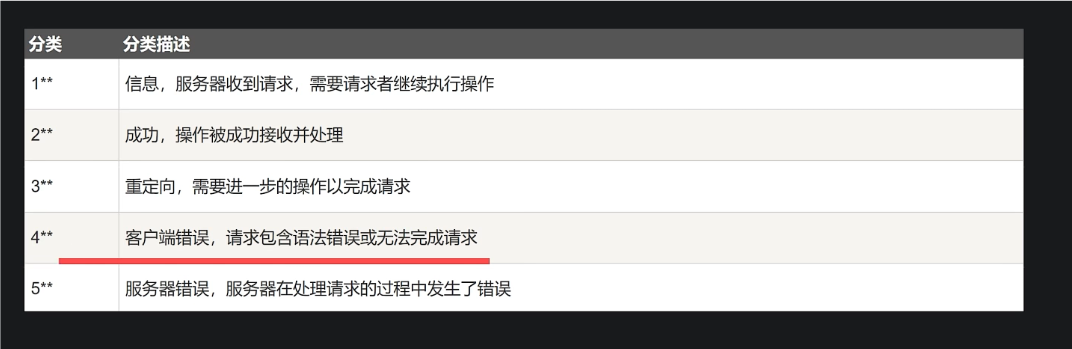 分类 分类描述
1** 信息，服务器收到请求，需要请求者继续执行操作
2** 成功，操作被成功接收并处理
3** 重定向，需要进一步的操作以完成请求
4** 客户端错误，请求包含语法错误或无法完成请求
5** 服务器错误，服务器在处理请求的过程中发生了错误